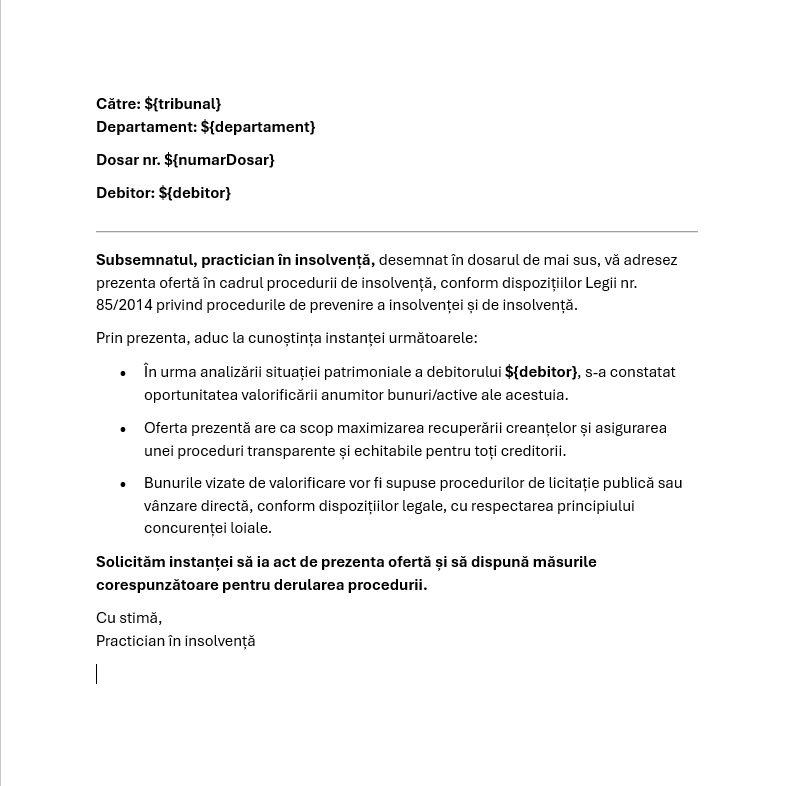 Către: ${tribunal}
Departament: ${departament}
Dosar nr. ${numarDosar}
Debitor: ${debitor}
Subsemnatul, practician în insolvență, desemnat în dosarul de mai sus, vă adresez
prezenta ofertă în cadrul procedurii de insolvență, conform dispozițiilor Legii nr.
85/2014 privind procedurile de prevenire a insolvenței și de insolvență.
Prin prezenta, aduc la cunoștința instanței următoarele:
• În urma analizării situației patrimoniale a debitorului ${debitor}, s-a constatat
oportunitatea valorificării anumitor bunuri/active ale acestuia.
• Oferta prezentă are ca scop maximizarea recuperării creanțelor și asigurarea
unei proceduri transparente și echitabile pentru toți creditorii.
• Bunurile vizate de valorificare vor fi supuse procedurilor de licitație publică sau
vânzare directă, conform dispozițiilor legale, cu respectarea principiului
concurenței loiale.
Solicităm instanței să ia act de prezenta ofertă și să dispună măsurile
corespunzătoare pentru derularea procedurii.
Cu stimă,
Practician în insolvență